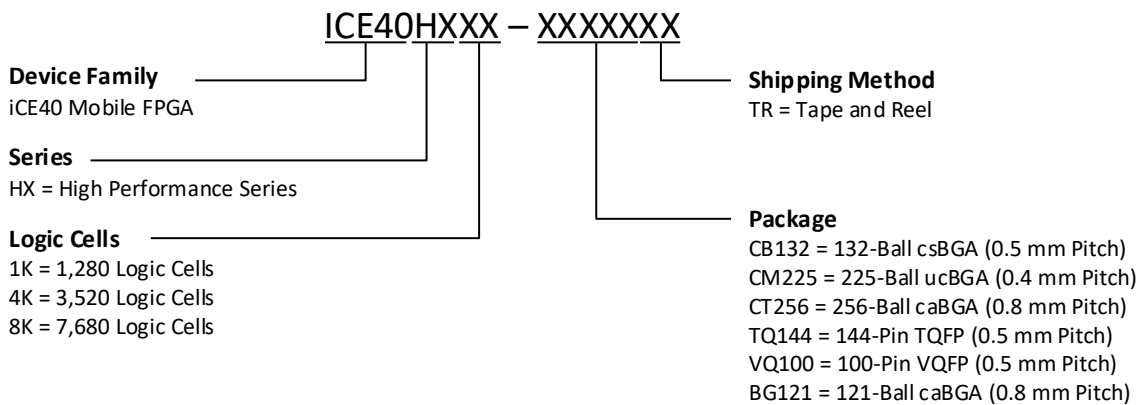 ICE40HXXX – XXXXXXX
Device Family
iCE40 Mobile FPGA
Series
HX = High Performance Series
Logic Cells
1K = 1,280 Logic Cells
4K = 3,520 Logic Cells
8K = 7,680 Logic Cells
Shipping Method
TR = Tape and Reel
Package
CB132 = 132-Ball csBGA (0.5 mm Pitch)
CM225 = 225-Ball ucBGA (0.4 mm Pitch)
CT256 = 256-Ball caBGA (0.8 mm Pitch)
TQ144 = 144-Pin TQFP (0.5 mm Pitch)
VQ100 = 100-Pin VQFP (0.5 mm Pitch)
BG121 = 121-Ball caBGA (0.8 mm Pitch)